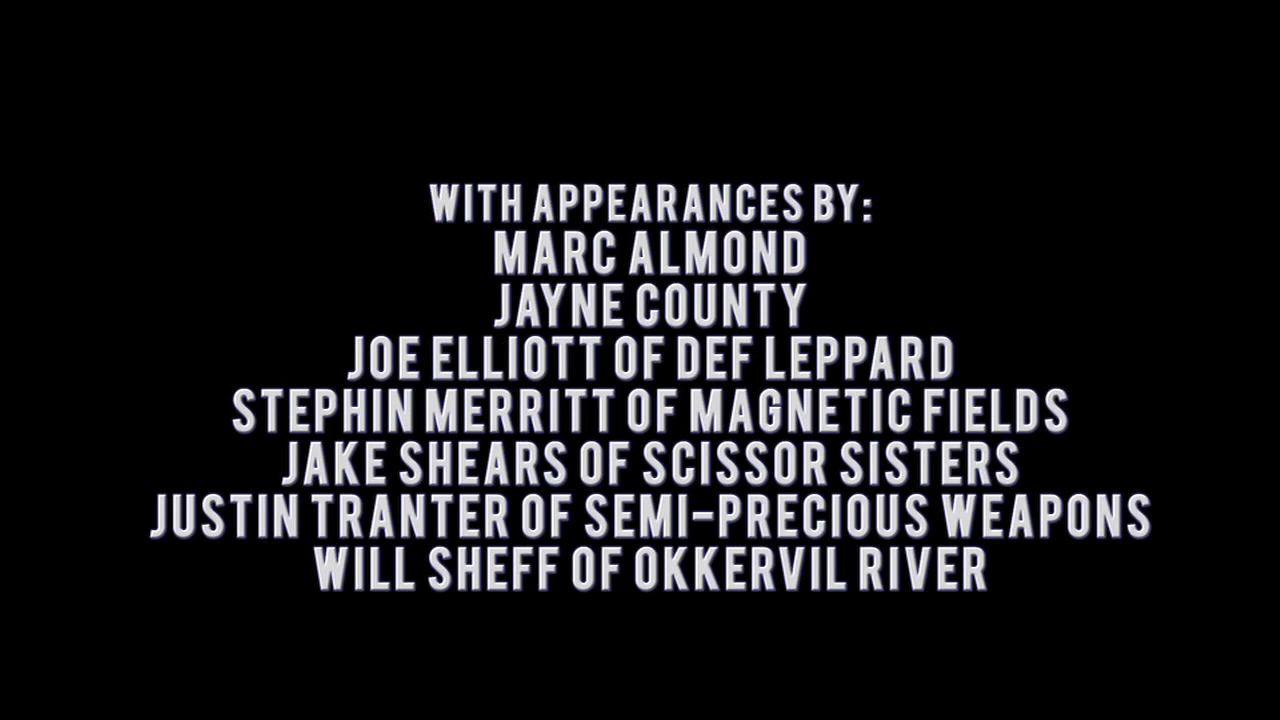 WITH APPEARANCES BY:
MARC ALMOND
JAYNE COUNTY
JOE ELLIOTT OF DEF LEPPARD
STEPHIN MERRITT OF MAGNETIC FIELDS
JAKE SHEARS OF SCISSOR SISTERS
JUSTIN TRANTER OF SEMI-PRECIOUS WEAPONS
WILL SHEFF OF OKKERVIL RIVER